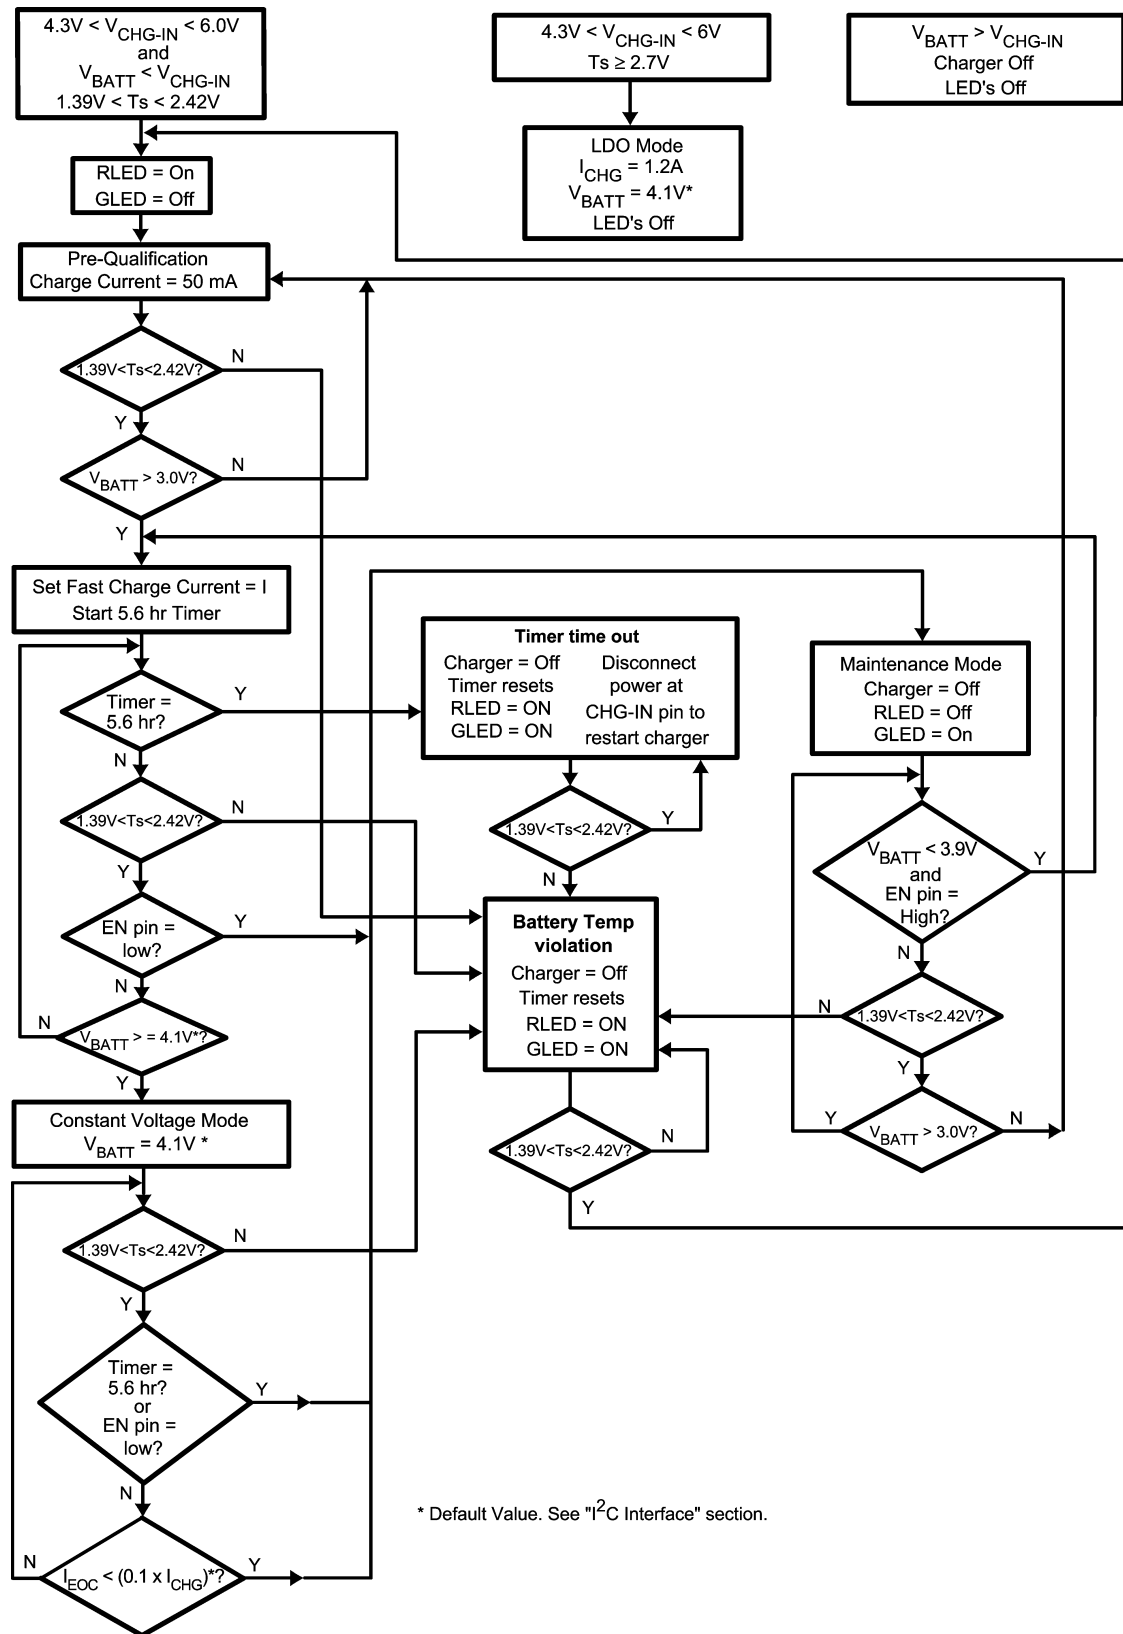 4.3V < VCHG-IN < 6.0V
and
VBATT < VCHG-IN
1.39V < Ts < 2.42V
4.3V < VCHG-IN < 6V
Ts ≥ 2.7V
VBATT > VCHG-IN
Charger Off
LED's Off
LDO Mode
ICHG = 1.2A
VBATT = 4.1V*
LED's Off
RLED = On
GLED = Off
Pre-Qualification
Charge Current = 50 mA
1.39V<Ts<2.42V?
N
Y
VBATT > 3.0V?
N
Y
Set Fast Charge Current = I
Start 5.6 hr Timer
Timer =
5.6 hr?
Y
N
1.39V<Ts<2.42V?
N
Y
EN pin =
low?
Y
N
VBATT > = 4.1V*?
N
Y
Constant Voltage Mode
VBATT = 4.1V *
1.39V<Ts<2.42V?
N
Y
Timer =
5.6 hr?
or
EN pin =
low?
Y
N
IEOC < (0.1 x ICHG)*?
N
Y
Timer time out
Charger = Off
Timer resets
RLED = ON
GLED = ON
Disconnect
power at
CHG-IN pin to
restart charger
1.39V<Ts<2.42V?
Y
N
Battery Temp
violation
Charger = Off
Timer resets
RLED = ON
GLED = ON
1.39V<Ts<2.42V?
N
Y
Maintenance Mode
Charger = Off
RLED = Off
GLED = On
VBATT < 3.9V
and
EN pin =
High?
Y
N
1.39V<Ts<2.42V?
N
Y
VBATT > 3.0V?
Y
N
* Default Value. See "I2C Interface" section.